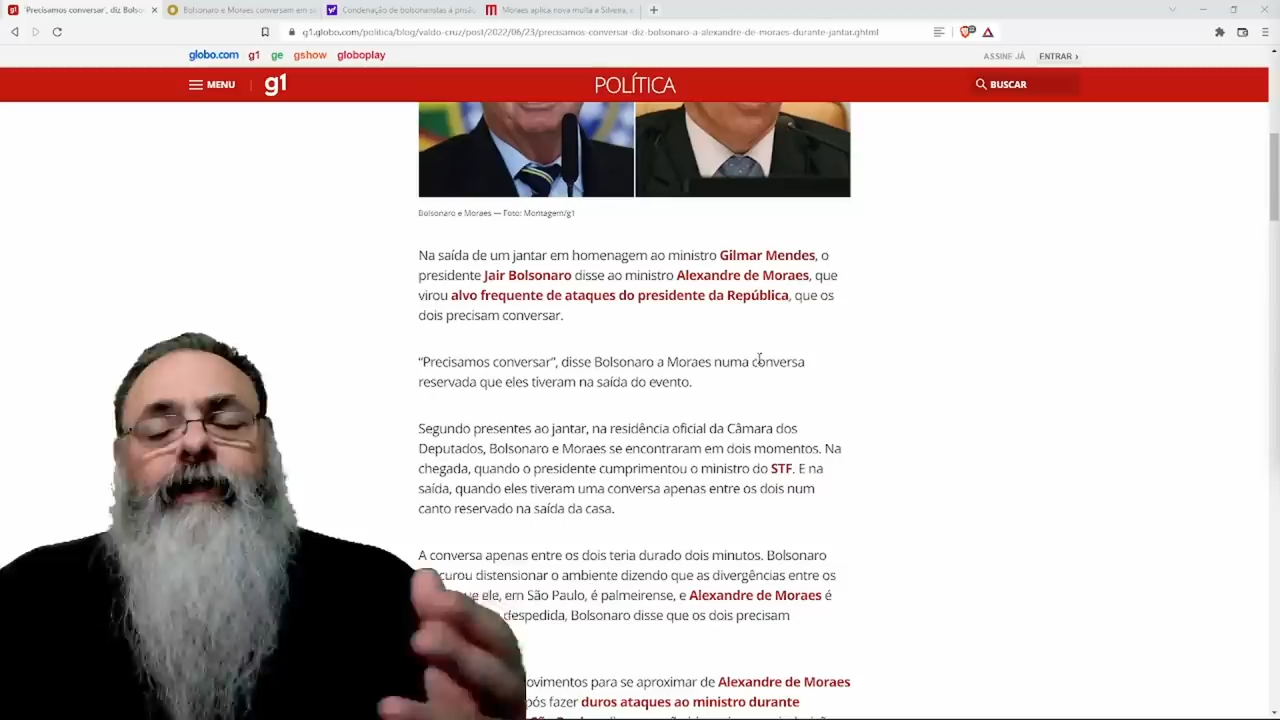 'Precisamos conversar', diz Bolson
Bolsonaro e Moraes conversam em s
Condenação de bolsonaristas à prisã
Moraes aplica nova multa a Silveira,
g1.globo.com/politica/blog/valdo-cruz/post/2022/06/23/precisamos-conversar-diz-bolsonaro-a-alexandre-de-moraes-durante-jantar.ghtml
globo.com g1 ge gshow globoplay
ASSINE JÁ ENTRAR ›
MENU g1 POLÍTICA BUSCAR
Bolsonaro e Moraes — Foto: Montagem/g1
Na saída de um jantar em homenagem ao ministro Gilmar Mendes, o
presidente Jair Bolsonaro disse ao ministro Alexandre de Moraes, que
virou alvo frequente de ataques do presidente da República, que os
dois precisam conversar.
“Precisamos conversar”, disse Bolsonaro a Moraes numa conversa
reservada que eles tiveram na saída do evento.
Segundo presentes ao jantar, na residência oficial da Câmara dos
Deputados, Bolsonaro e Moraes se encontraram em dois momentos. Na
chegada, quando o presidente cumprimentou o ministro do STF. E na
saída, quando eles tiveram uma conversa apenas entre os dois num
canto reservado na saída da casa.
A conversa apenas entre os dois teria durado dois minutos. Bolsonaro
curou distensionar o ambiente dizendo que as divergências entre os
ue ele, em São Paulo, é palmeirense, e Alexandre de Moraes é
despedida, Bolsonaro disse que os dois precisam
ovimentos para se aproximar de Alexandre de Moraes
pós fazer duros ataques ao ministro durante